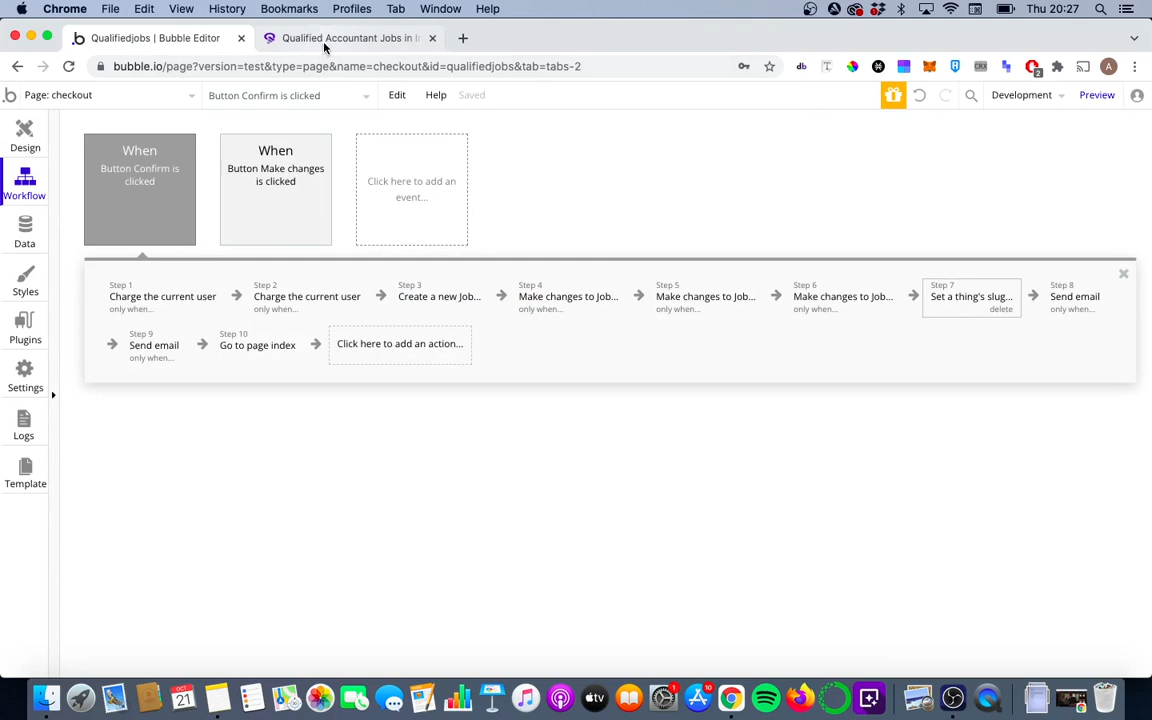 Chrome File Edit View History Bookmarks Profiles Tab Window Help Thu 20:27
Qualifiedjobs | Bubble Editor Qualified Accountant Jobs in
bubble.io/page?version=test&type=page&name=checkout&id=qualifiedjobs&tab=tabs-2
Page: checkout Button Confirm is clicked Edit Help Saved Development Preview
Design
Workflow
Data
Styles
Plugins
Settings
Logs
Template
When
Button Confirm is
clicked
When
Button Make changes
is clicked
Click here to add an
event...
Step 1
Charge the current user
only when...
Step 2
Charge the current user
only when...
Step 3
Create a new Job...
Step 4
Make changes to Job...
only when...
Step 5
Make changes to Job...
only when...
Step 6
Make changes to Job...
only when...
Step 7
Set a thing's slug...
delete
Step 8
Send email
only when...
Step 9
Send email
only when...
Step 10
Go to page index
Click here to add an action...